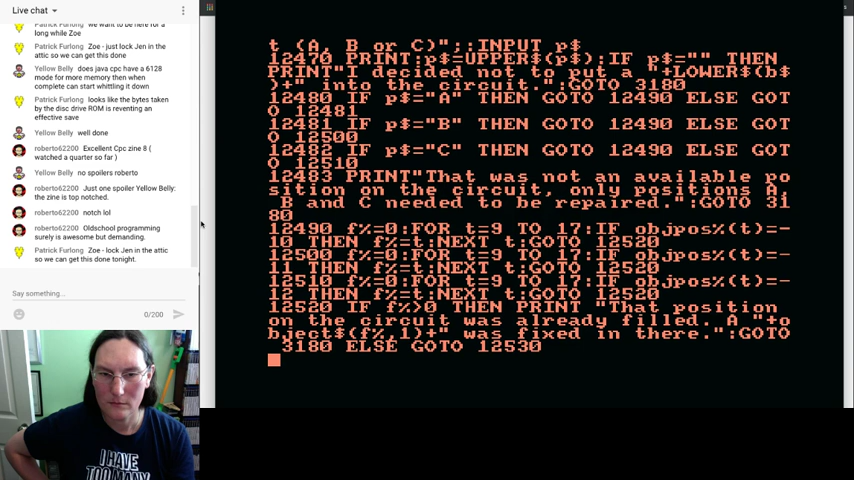 Live chat
Patrick Furlong we want to be here for a
long while Zoe
Patrick Furlong Zoe - just lock Jen in the
attic so we can get this done
Yellow Belly does java cpc have a 6128
mode for more memory then when
complete can start whittling it down
Patrick Furlong looks like the bytes taken
by the disc drive ROM is reventing an
effective save
Yellow Belly well done
roberto62200 Excellent Cpc zine 8 (
watched a quarter so far )
Yellow Belly no spoilers roberto
roberto62200 Just one spoiler Yellow Belly:
the zine is top notched.
roberto62200 notch lol
roberto62200 Oldschool programming
surely is awesome but demanding.
Patrick Furlong Zoe - lock Jen in the attic
so we can get this done tonight.
Say something...
0/200
I HAVE
TOO MANY
t (A, B or C)";:INPUT p$
12470 PRINT:p$=UPPER$(p$):IF p$="" THEN
PRINT"I decided not to put a "+LOWER$(b$
)+" into the circuit.":GOTO 3180
12480 IF p$="A" THEN GOTO 12490 ELSE GOT
O 12481
12481 IF p$="B" THEN GOTO 12490 ELSE GOT
O 12500
12482 IF p$="C" THEN GOTO 12490 ELSE GOT
O 12510
12483 PRINT"That was not an available po
sition on the circuit, only positions A,
B and C needed to be repaired.":GOTO 31
80
12490 f%=0:FOR t=9 TO 17:IF objpos%(t)=-
10 THEN f%=t:NEXT t:GOTO 12520
12500 f%=0:FOR t=9 TO 17:IF objpos%(t)=-
11 THEN f%=t:NEXT t:GOTO 12520
12510 f%=0:FOR t=9 TO 17:IF objpos%(t)=-
12 THEN f%=t:NEXT t:GOTO 12520
12520 IF f%>0 THEN PRINT "That position
on the circuit was already filled. A "+o
bject$(f%,1)+" was fixed in there.":GOTO
3180 ELSE GOTO 12530